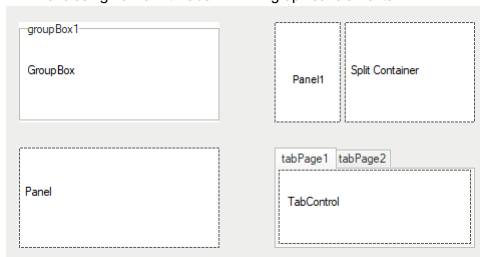 groupBox1
GroupBox
Panel1
Split Container
Panel
tabPage1 tabPage2
TabControl